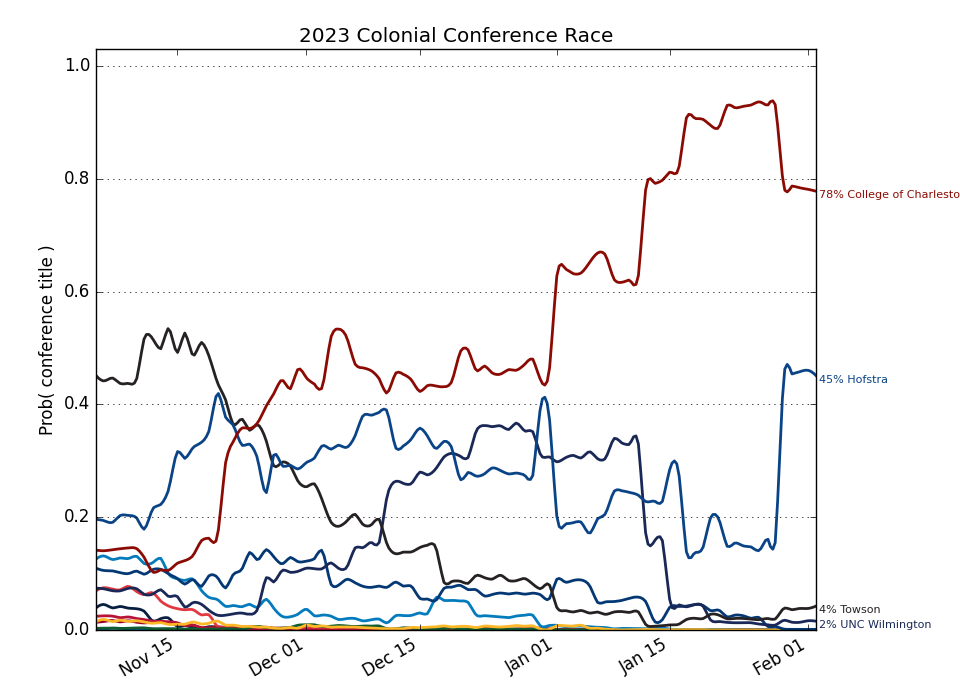 2023 Colonial Conference Race
Prob( conference title )
1.0
0.8
0.6
0.4
0.2
0.0
78% College of Charlesto
45% Hofstra
4% Towson
2% UNC Wilmington
Nov 15
Dec 01
Dec 15
Jan 01
Jan 15
Feb 01